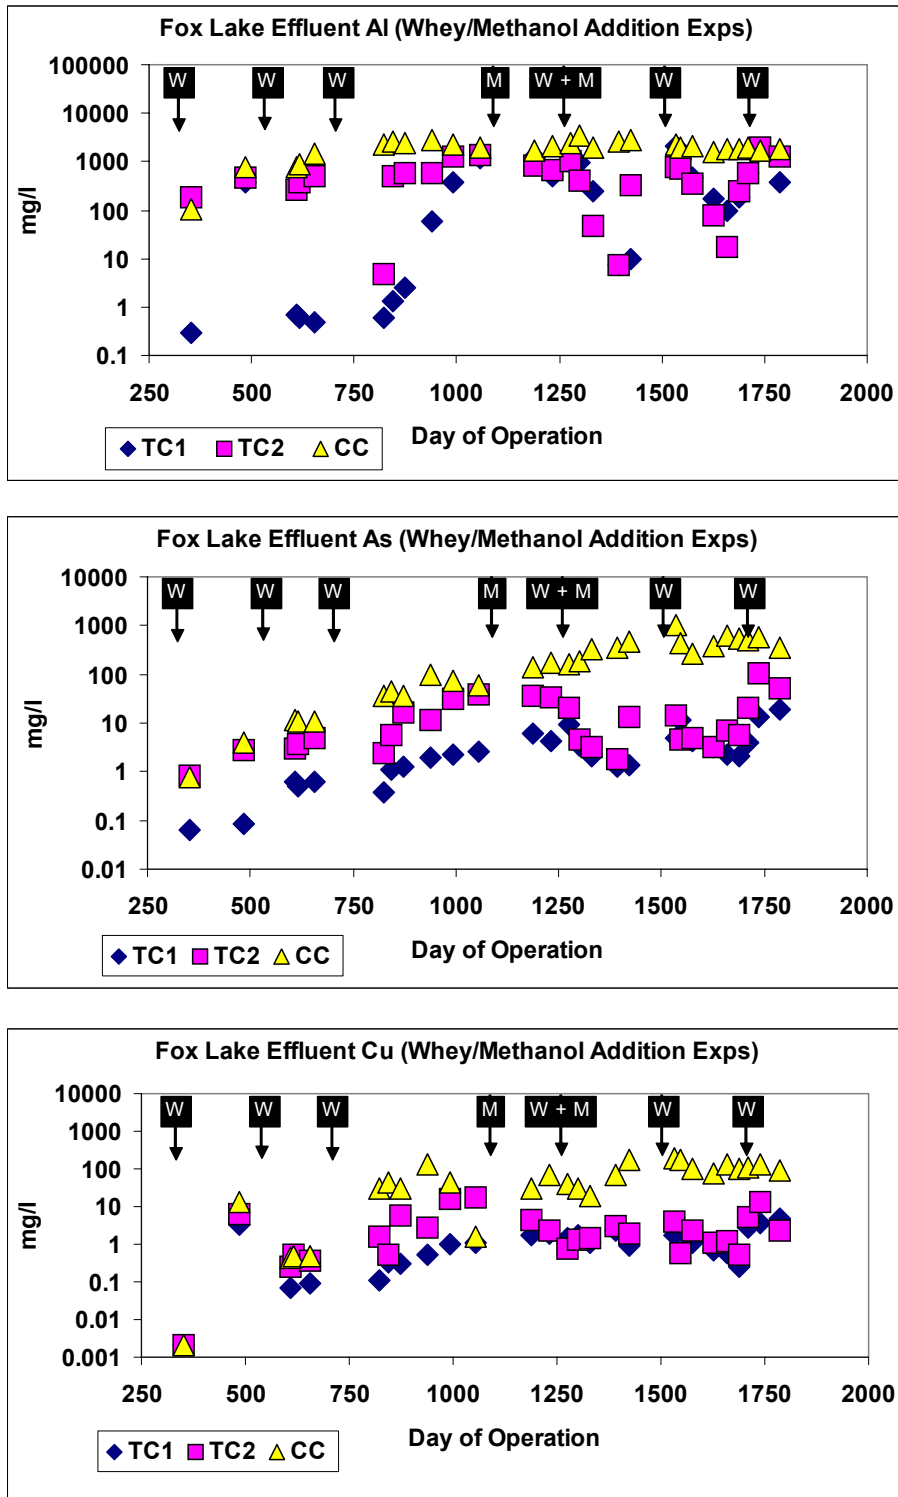 Fox Lake Effluent Al (Whey/Methanol Addition Exps)
100000
10000
1000
100
10
1
0.1
mg/l
W W W M W + M W W
250 500 750 1000 1250 1500 1750 2000
Day of Operation
TC1 TC2 CC
Fox Lake Effluent As (Whey/Methanol Addition Exps)
10000
1000
100
10
1
0.1
0.01
mg/l
W W W M W + M W W
250 500 750 1000 1250 1500 1750 2000
Day of Operation
TC1 TC2 CC
Fox Lake Effluent Cu (Whey/Methanol Addition Exps)
10000
1000
100
10
1
0.1
0.01
0.001
mg/l
W W W M W + M W W
250 500 750 1000 1250 1500 1750 2000
Day of Operation
TC1 TC2 CC